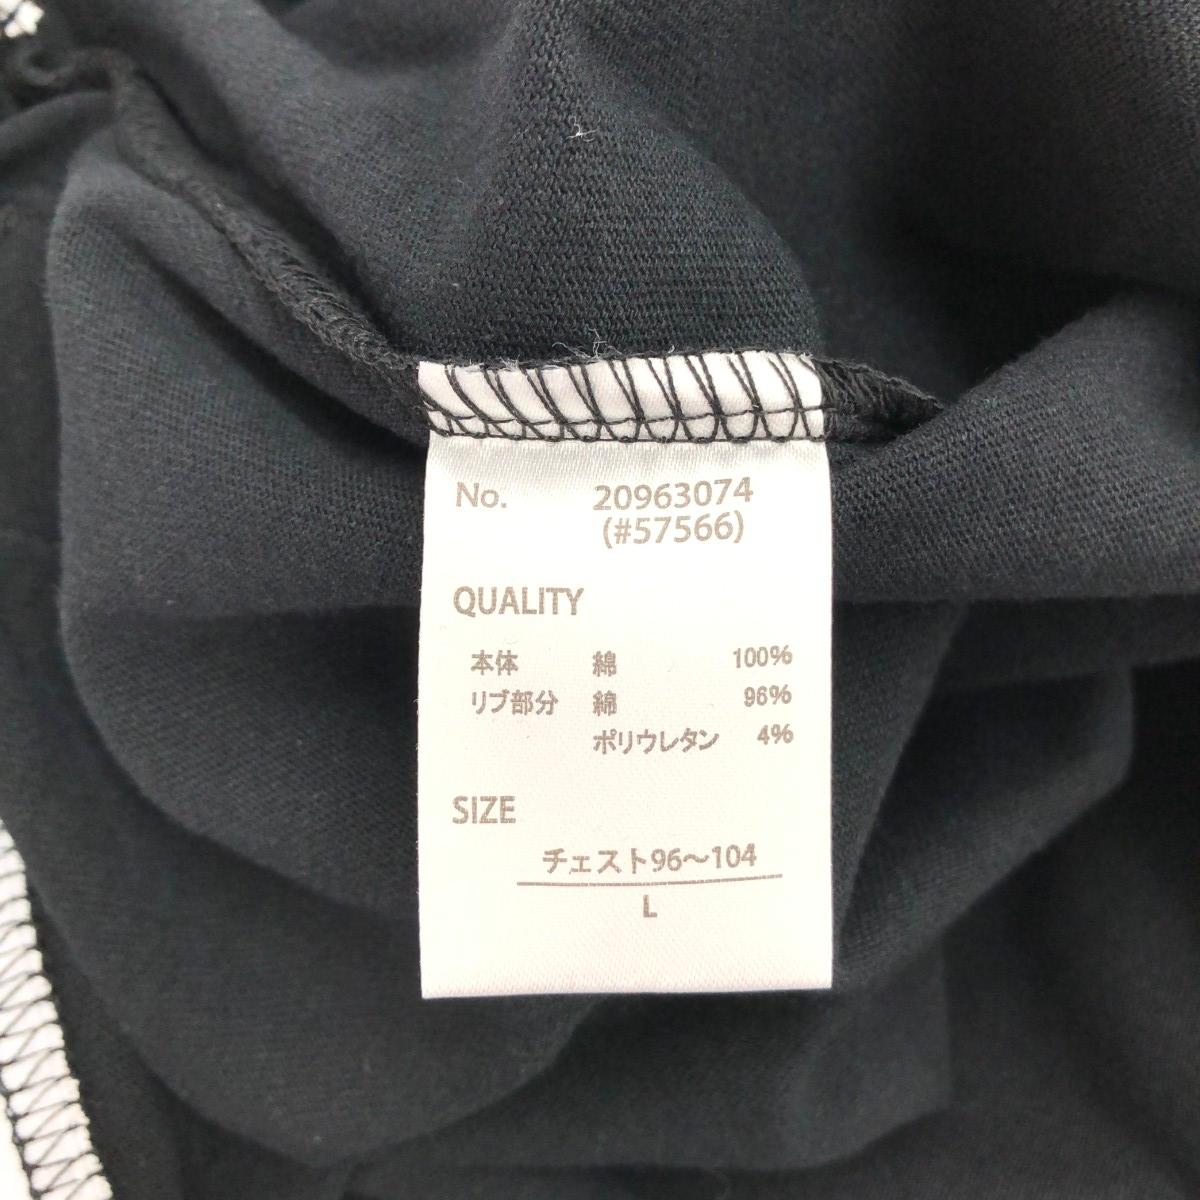 No. 20963074
(#57566)
QUALITY
本体 綿 100%
リブ部分 綿 96%
ポリウレタン 4%
SIZE
チェスト96～104
L